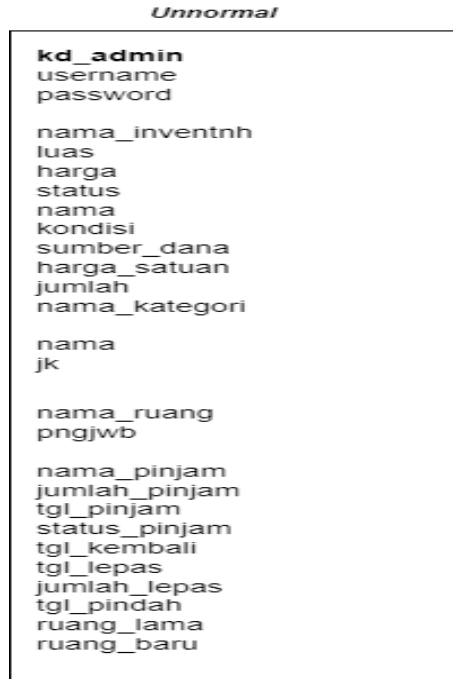 Unnormal
kd_admin
username
password
nama_inventnh
luas
harga
status
nama
kondisi
sumber_dana
harga_satuan
jumlah
nama_kategori
nama
jk
nama_ruang
pngjwb
nama_pinjam
jumlah_pinjam
tgl_pinjam
status_pinjam
tgl_kembali
tgl_lepas
jumlah_lepas
tgl_pindah
ruang_lama
ruang_baru